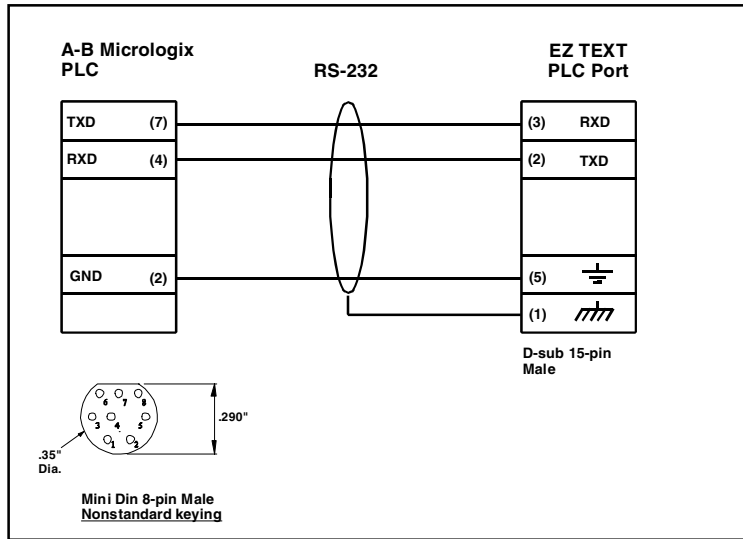 A-B Micrologix
PLC
RS-232
EZ TEXT
PLC Port
TXD (7)
(3) RXD
RXD (4)
(2) TXD
GND (2)
(5)
(1)
D-sub 15-pin
Male
6 7 8
3 4 5
1 2
.290"
.35"
Dia.
Mini Din 8-pin Male
Nonstandard keying